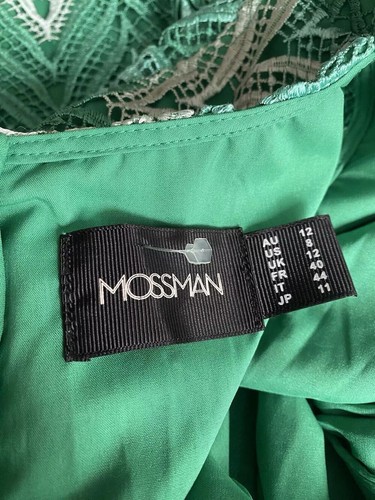 MOSSMAN
AU 12
US 8
UK 12
FR 40
IT 44
JP 11